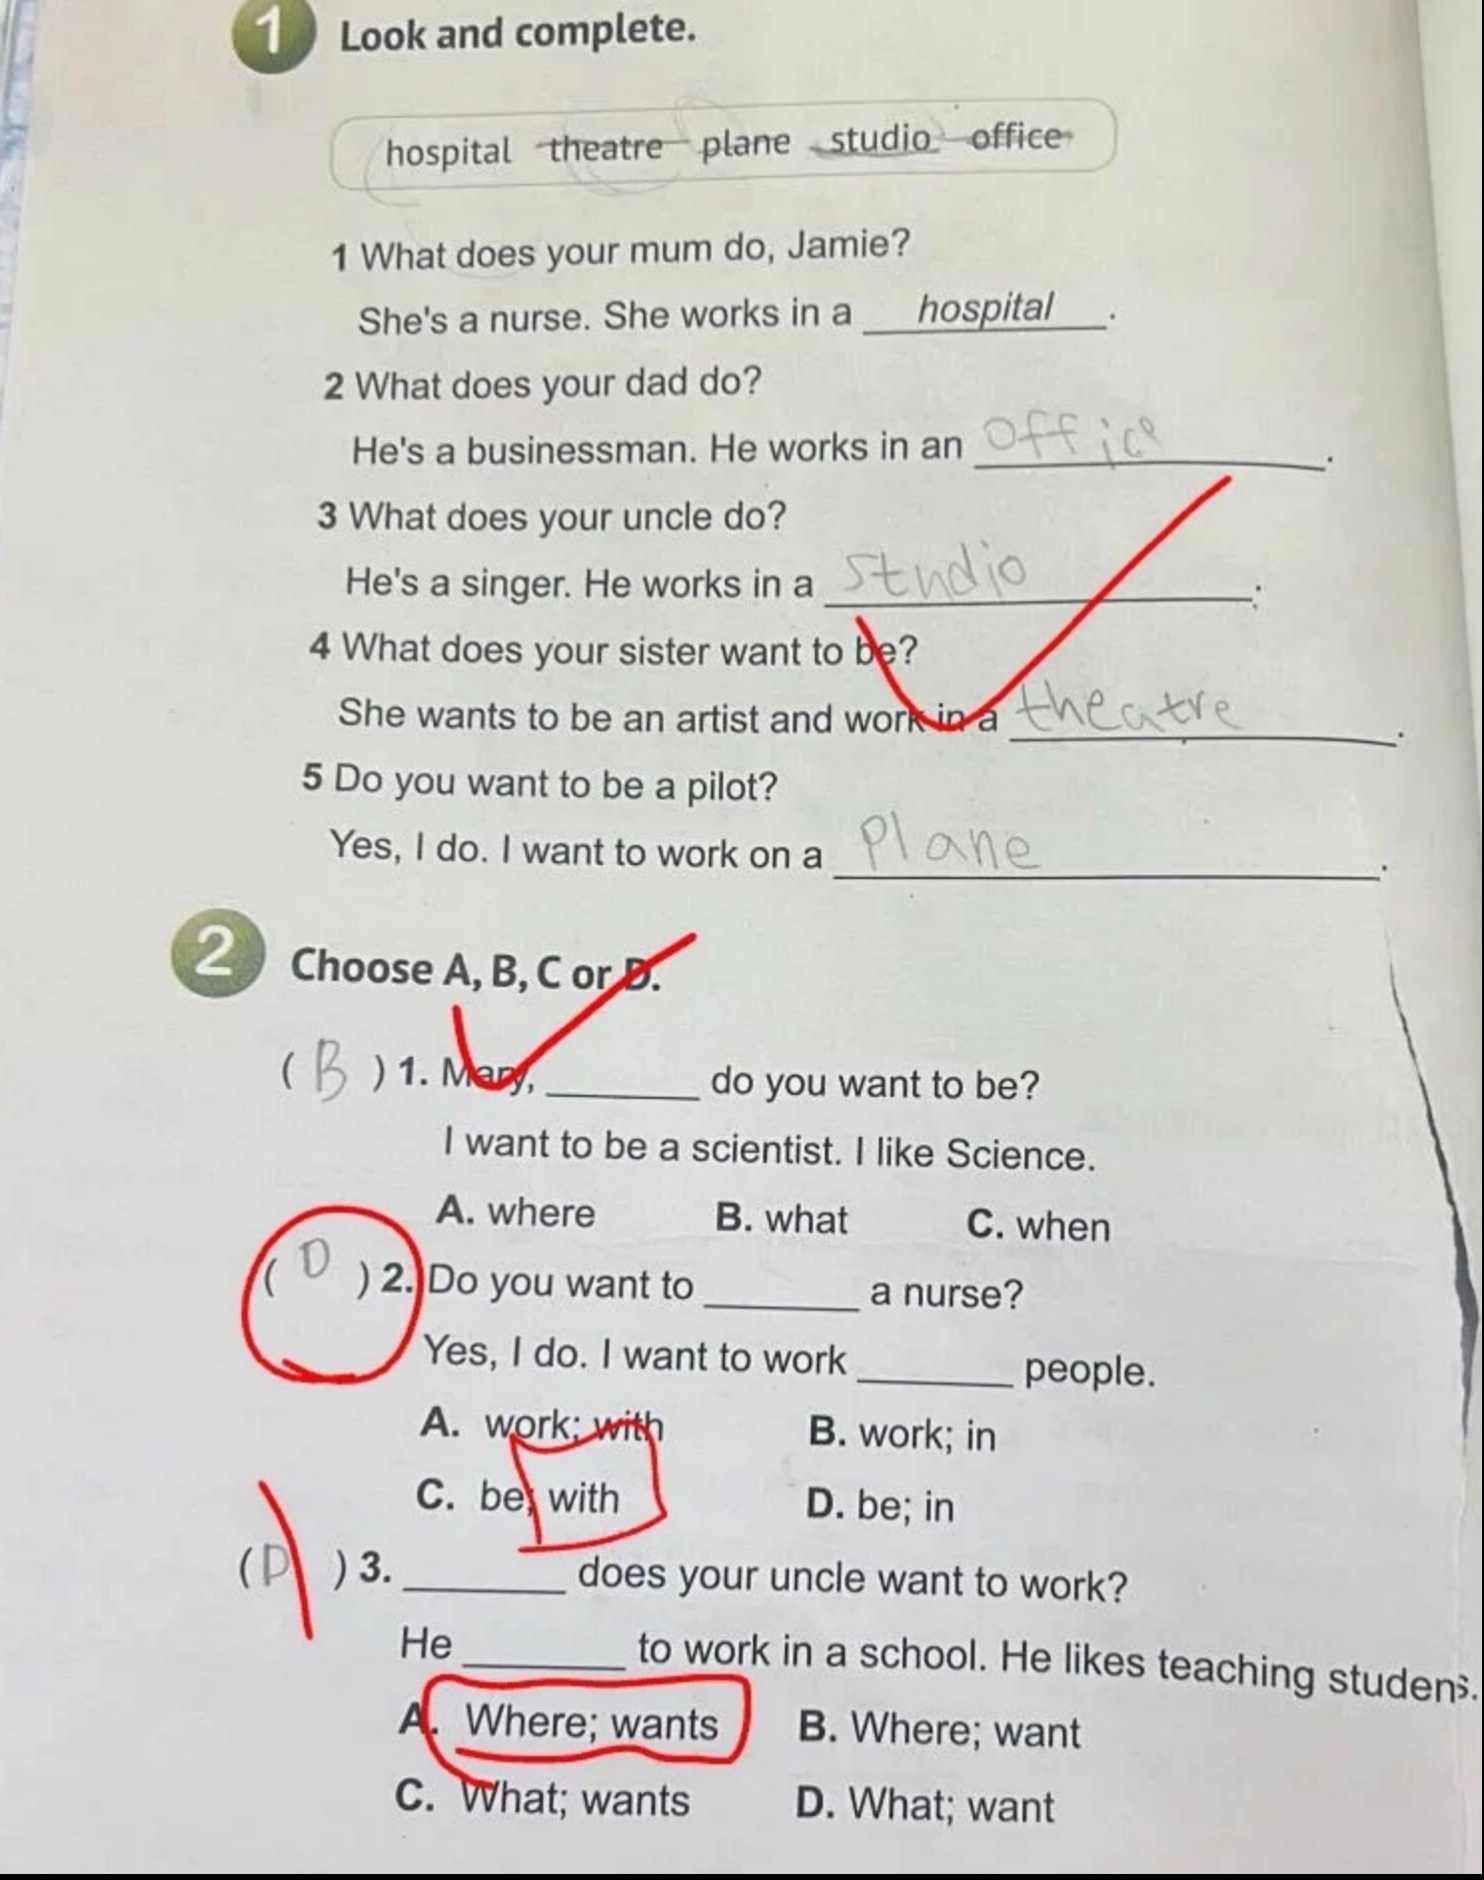 1 Look and complete.
hospital theatre plane studio office
1 What does your mum do, Jamie?
She's a nurse. She works in a hospital.
2 What does your dad do?
He's a businessman. He works in an office.
3 What does your uncle do?
He's a singer. He works in a studio.
4 What does your sister want to be?
She wants to be an artist and work in a theatre.
5 Do you want to be a pilot?
Yes, I do. I want to work on a Plane.
2 Choose A, B, C or D.
( B ) 1. Mary, ________ do you want to be?
I want to be a scientist. I like Science.
A. where B. what C. when
( D ) 2. Do you want to ________ a nurse?
Yes, I do. I want to work ________ people.
A. work; with B. work; in
C. be; with D. be; in
( D ) 3. ________ does your uncle want to work?
He ________ to work in a school. He likes teaching studens.
A. Where; wants B. Where; want
C. What; wants D. What; want